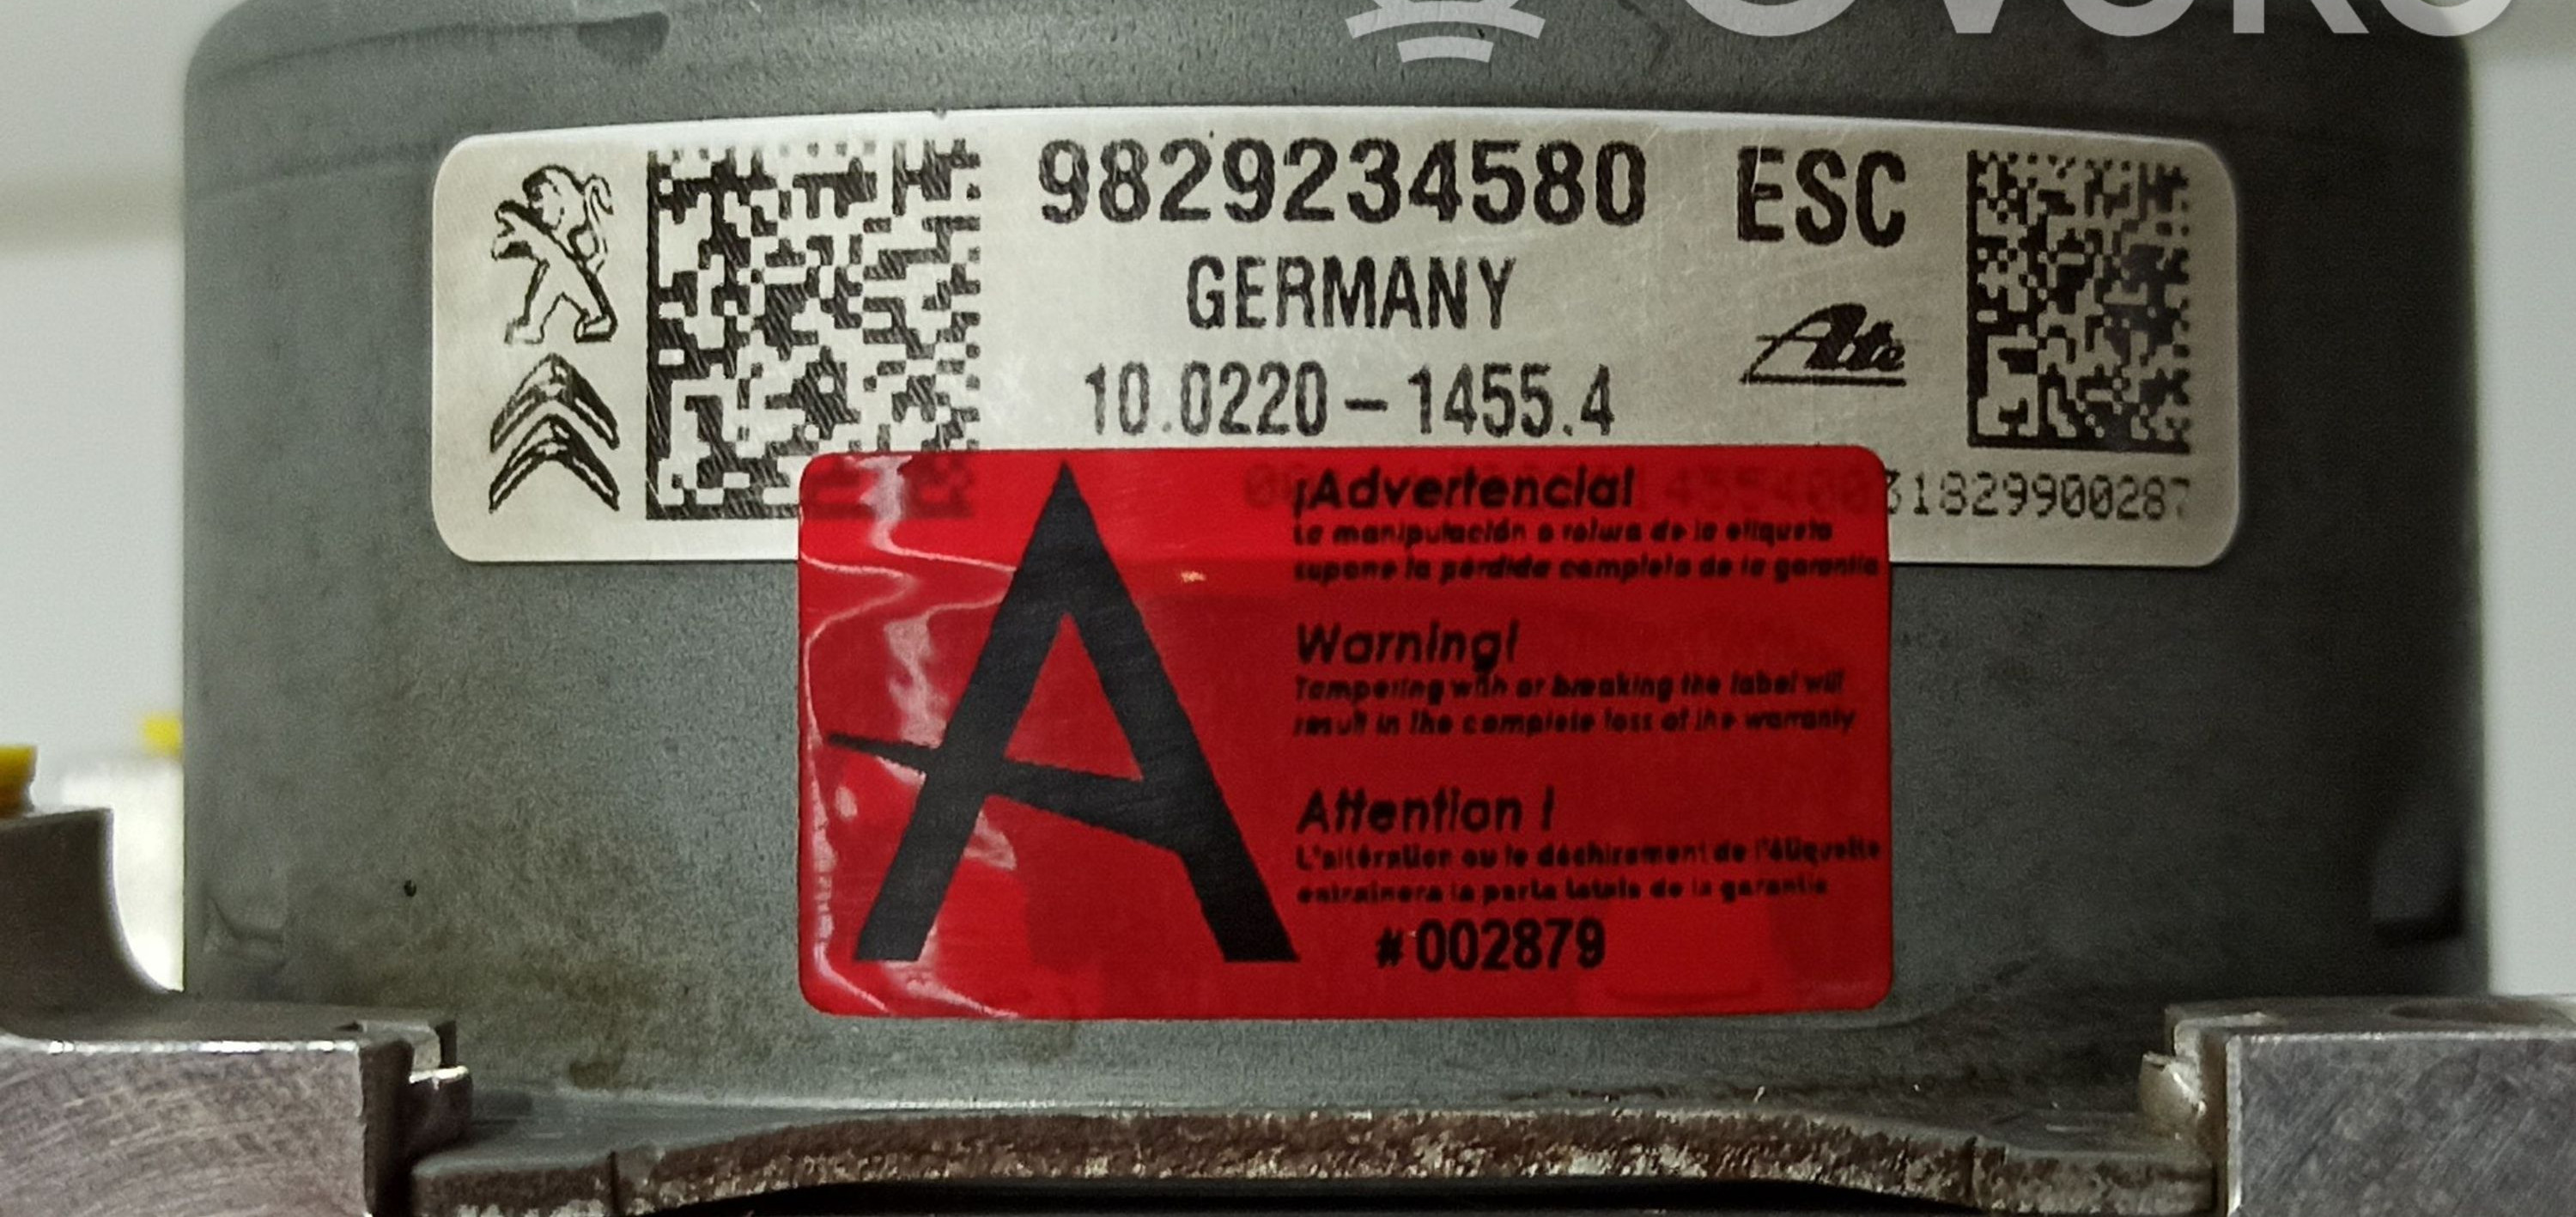 9829234580
ESC
GERMANY
Ate
10.0220-1455.4
31829900287
¡Advertencia!
La manipulación o rotura de la etiqueta
supone la pérdida completa de la garantía
Warning!
Tampering with or breaking the label will
result in the complete loss of the warranty
Attention !
L'altération ou le déchirement de l'étiquette
entraînera la perte totale de la garantie
#002879